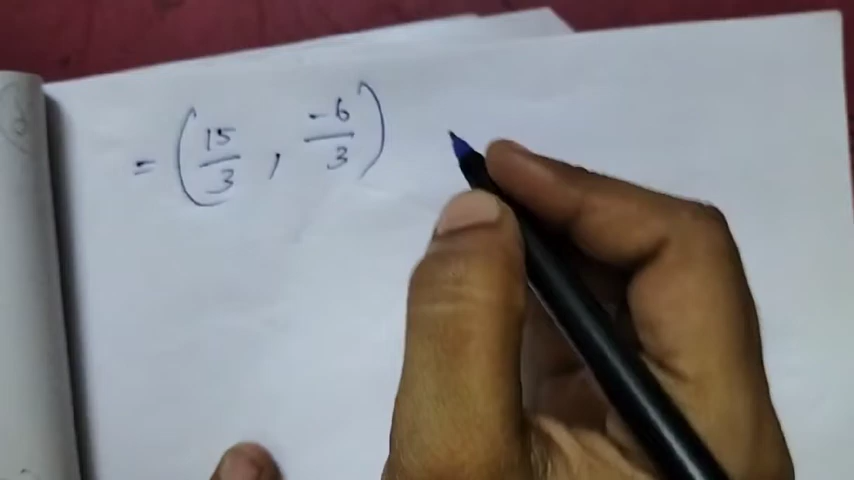 = (15/3, -6/3)